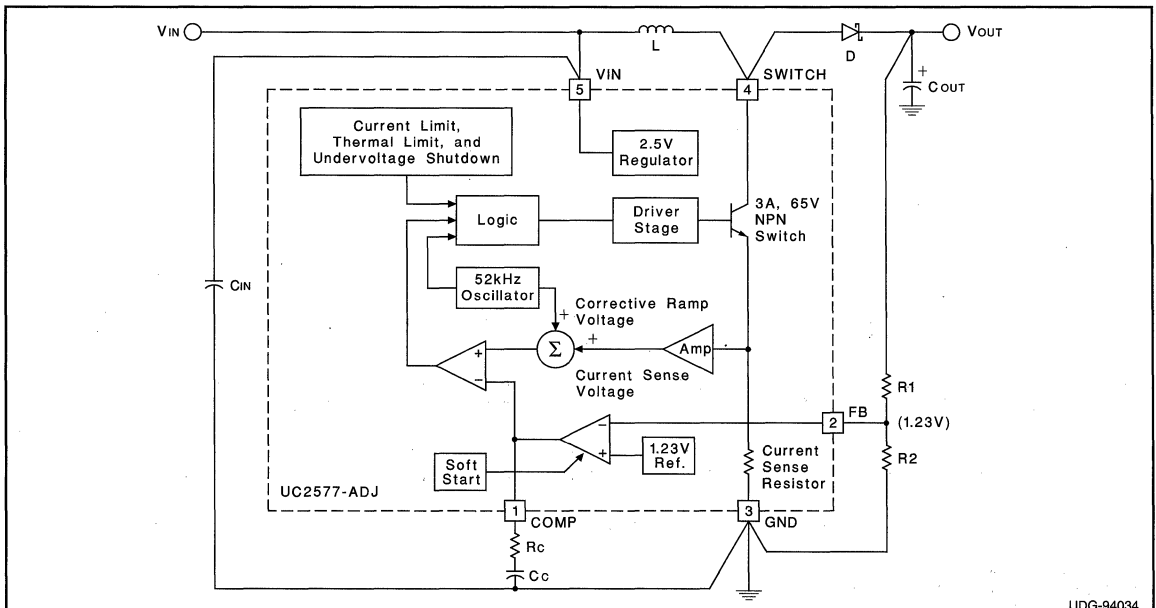 VIN
L
D
VOUT
+
COUT
VIN
5
SWITCH
4
Current Limit,
Thermal Limit, and
Undervoltage Shutdown
2.5V
Regulator
Logic
Driver
Stage
3A, 65V
NPN
Switch
CIN
52kHz
Oscillator
+ Corrective Ramp
Voltage
+
Σ
Amp
+
−
Current Sense
Voltage
R1
2
FB
(1.23V)
−
+
1.23V
Ref.
Soft
Start
Current
Sense
Resistor
R2
UC2577-ADJ
1
COMP
3
GND
Rc
Cc
UDG-94034